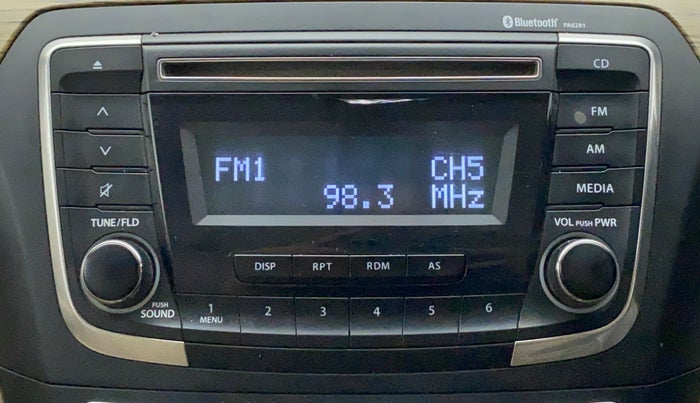 Bluetooth PA82R1
CD
FM
AM
MEDIA
FM1 CH5
98.3 MHz
TUNE/FLD
VOL PUSH PWR
DISP RPT RDM AS
PUSH SOUND
1 MENU 2 3 4 5 6